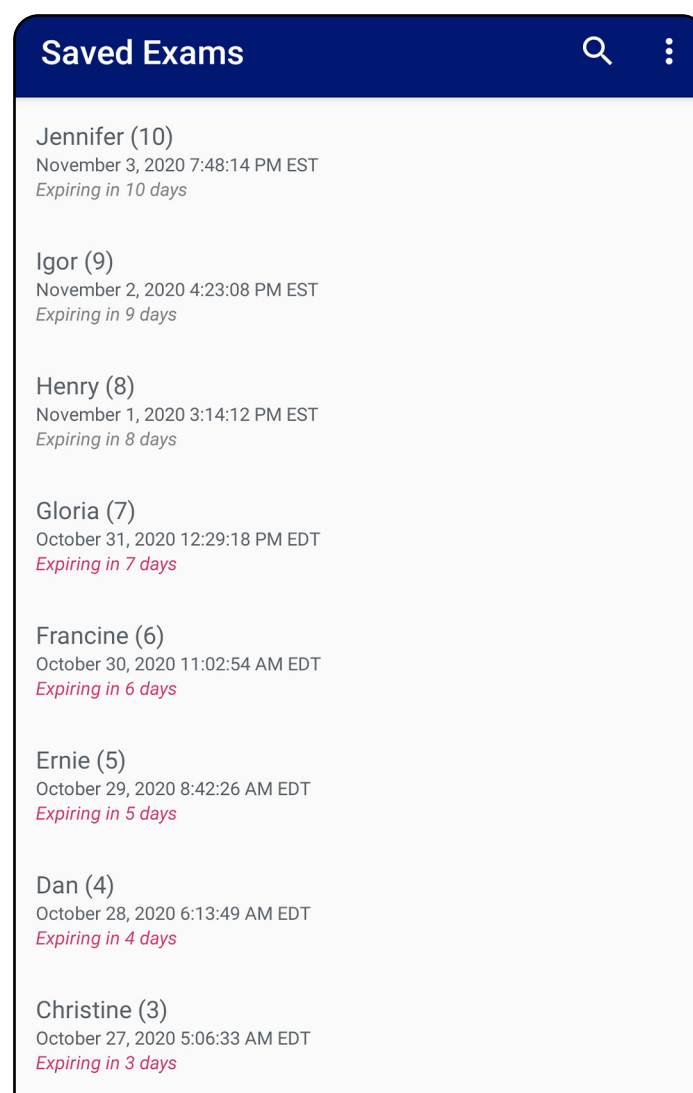 Saved Exams
Jennifer (10)
November 3, 2020 7:48:14 PM EST
Expiring in 10 days
Igor (9)
November 2, 2020 4:23:08 PM EST
Expiring in 9 days
Henry (8)
November 1, 2020 3:14:12 PM EST
Expiring in 8 days
Gloria (7)
October 31, 2020 12:29:18 PM EDT
Expiring in 7 days
Francine (6)
October 30, 2020 11:02:54 AM EDT
Expiring in 6 days
Ernie (5)
October 29, 2020 8:42:26 AM EDT
Expiring in 5 days
Dan (4)
October 28, 2020 6:13:49 AM EDT
Expiring in 4 days
Christine (3)
October 27, 2020 5:06:33 AM EDT
Expiring in 3 days